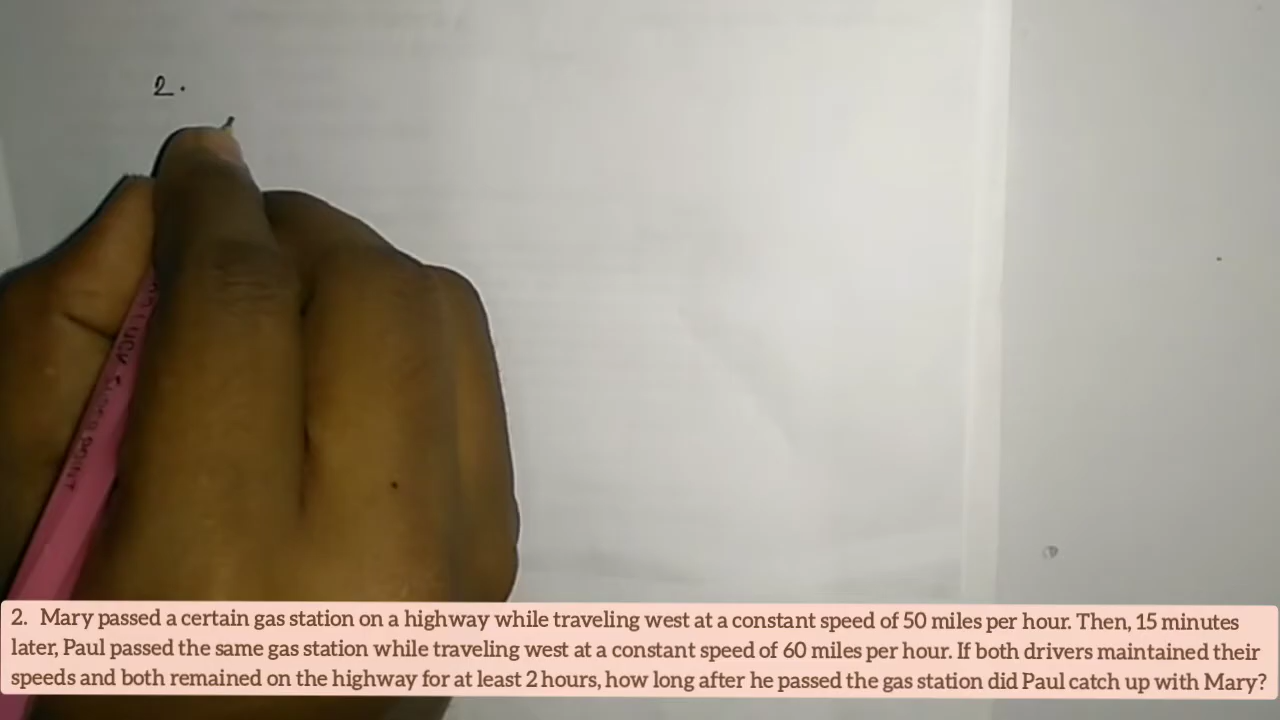 2.
2. Mary passed a certain gas station on a highway while traveling west at a constant speed of 50 miles per hour. Then, 15 minutes
later, Paul passed the same gas station while traveling west at a constant speed of 60 miles per hour. If both drivers maintained their
speeds and both remained on the highway for at least 2 hours, how long after he passed the gas station did Paul catch up with Mary?